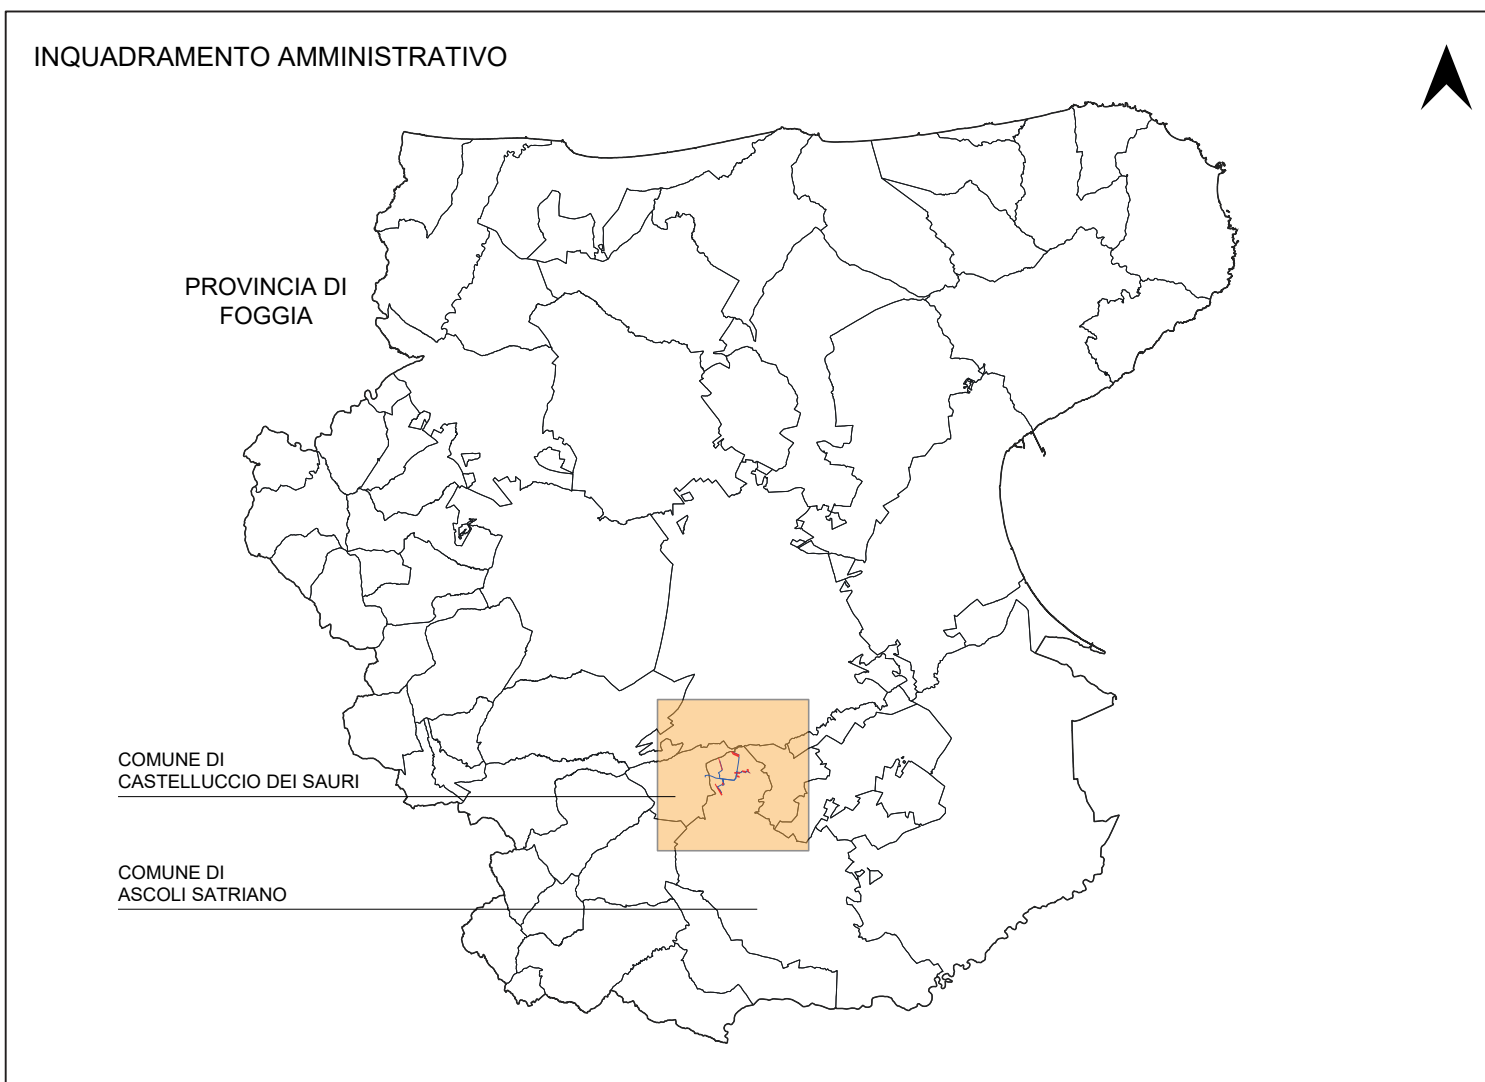 INQUADRAMENTO AMMINISTRATIVO
PROVINCIA DI
FOGGIA
COMUNE DI
CASTELLUCCIO DEI SAURI
COMUNE DI
ASCOLI SATRIANO